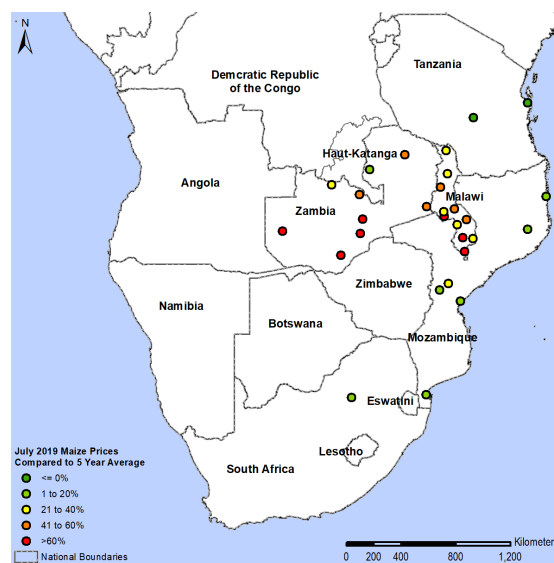 N
Tanzania
Demcratic Republic
of the Congo
Haut-Katanga
Angola
Malawi
Zambia
Zimbabwe
Namibia
Botswana
Mozambique
Eswatini
Lesotho
South Africa
July 2019 Maize Prices
Compared to 5 Year Average
<= 0%
1 to 20%
21 to 40%
41 to 60%
>60%
National Boundaries
Kilometer
0 200 400 800 1,200